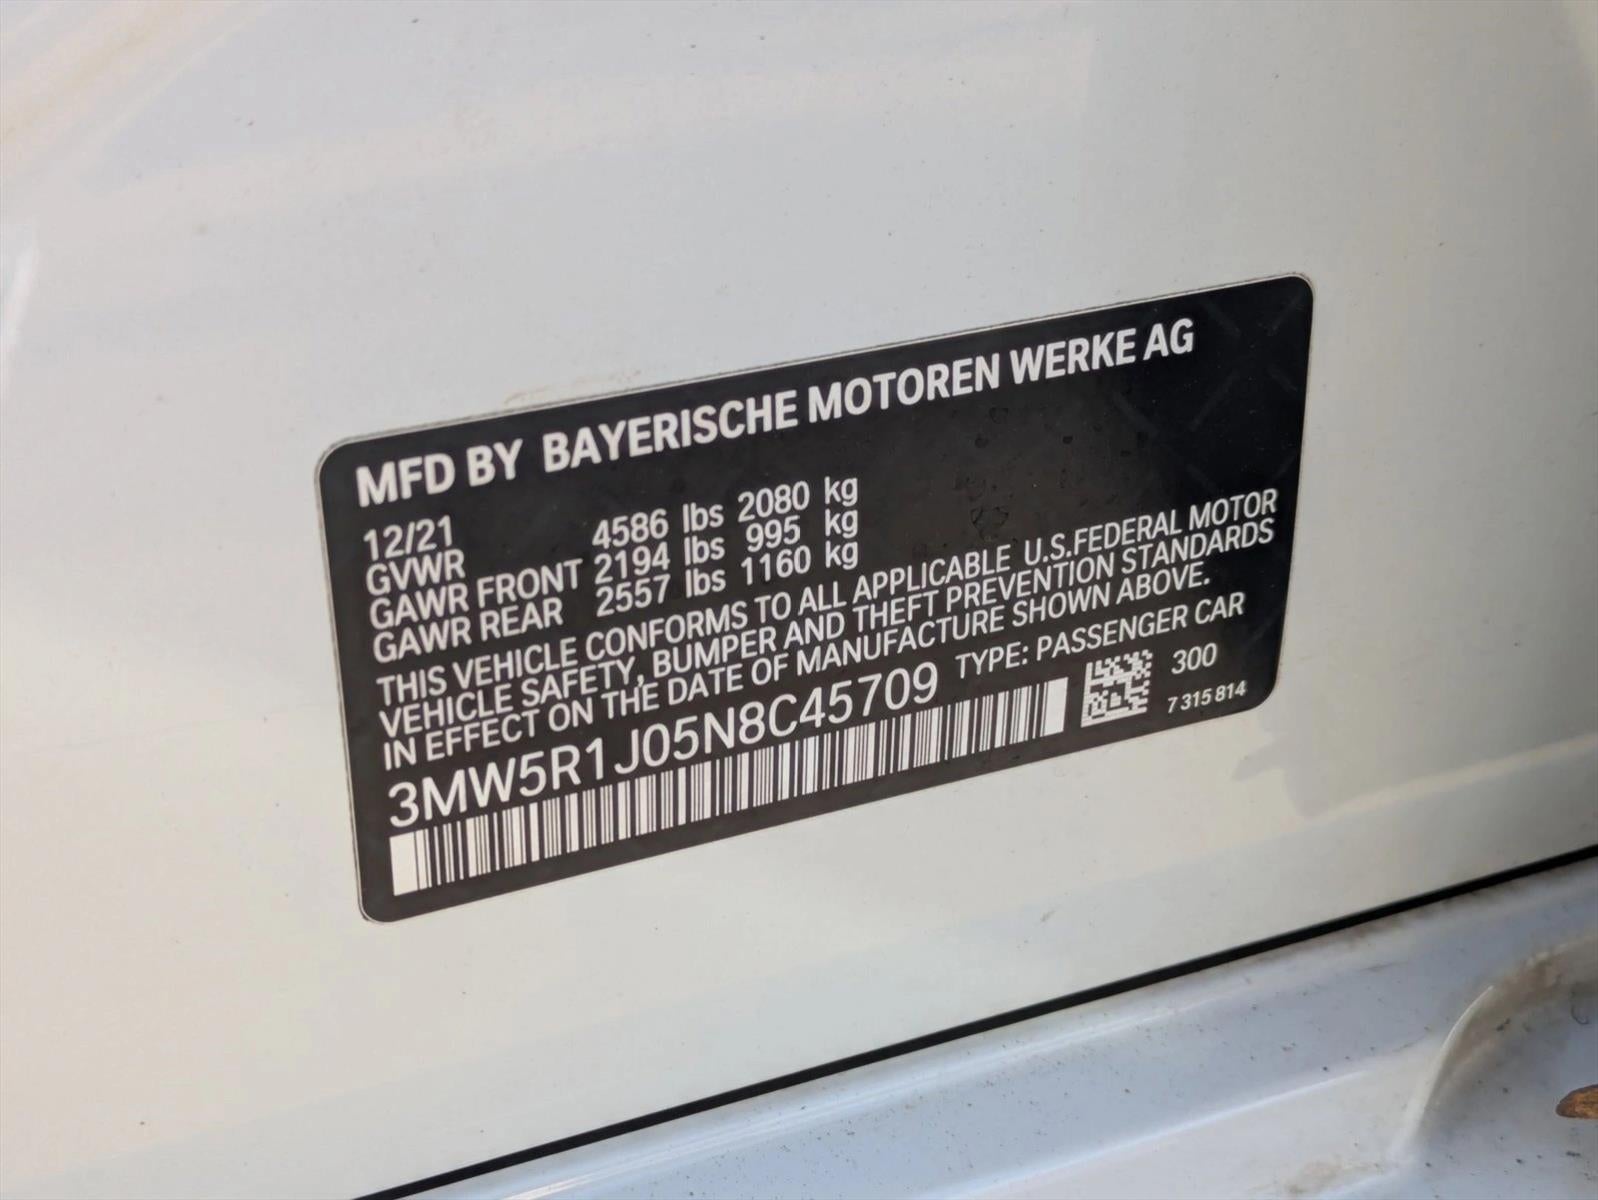 MFD BY BAYERISCHE MOTOREN WERKE AG
12/21
GVWR 4586 lbs 2080 kg
GAWR FRONT 2194 lbs 995 kg
GAWR REAR 2557 lbs 1160 kg
THIS VEHICLE CONFORMS TO ALL APPLICABLE U.S.FEDERAL MOTOR
VEHICLE SAFETY, BUMPER AND THEFT PREVENTION STANDARDS
IN EFFECT ON THE DATE OF MANUFACTURE SHOWN ABOVE.
3MW5R1J05N8C45709 TYPE: PASSENGER CAR
300
7 315 814